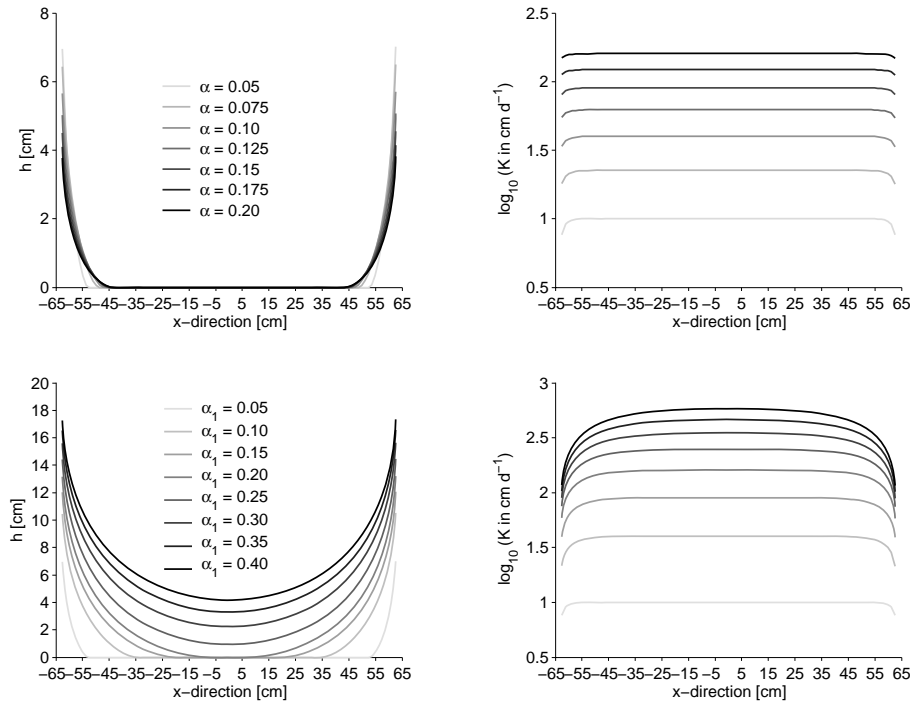 8
6
4
2
0
h [cm]
α = 0.05
α = 0.075
α = 0.10
α = 0.125
α = 0.15
α = 0.175
α = 0.20
−65−55−45−35−25−15 −5 5 15 25 35 45 55 65
x−direction [cm]
2.5
2
1.5
1
0.5
log10 (K in cm d−1)
−65−55−45−35−25−15 −5 5 15 25 35 45 55 65
x−direction [cm]
20
18
16
14
12
10
8
6
4
2
0
h [cm]
α1 = 0.05
α1 = 0.10
α1 = 0.15
α1 = 0.20
α1 = 0.25
α1 = 0.30
α1 = 0.35
α1 = 0.40
−65−55−45−35−25−15 −5 5 15 25 35 45 55 65
x−direction [cm]
3
2.5
2
1.5
1
0.5
log10 (K in cm d−1)
−65−55−45−35−25−15 −5 5 15 25 35 45 55 65
x−direction [cm]